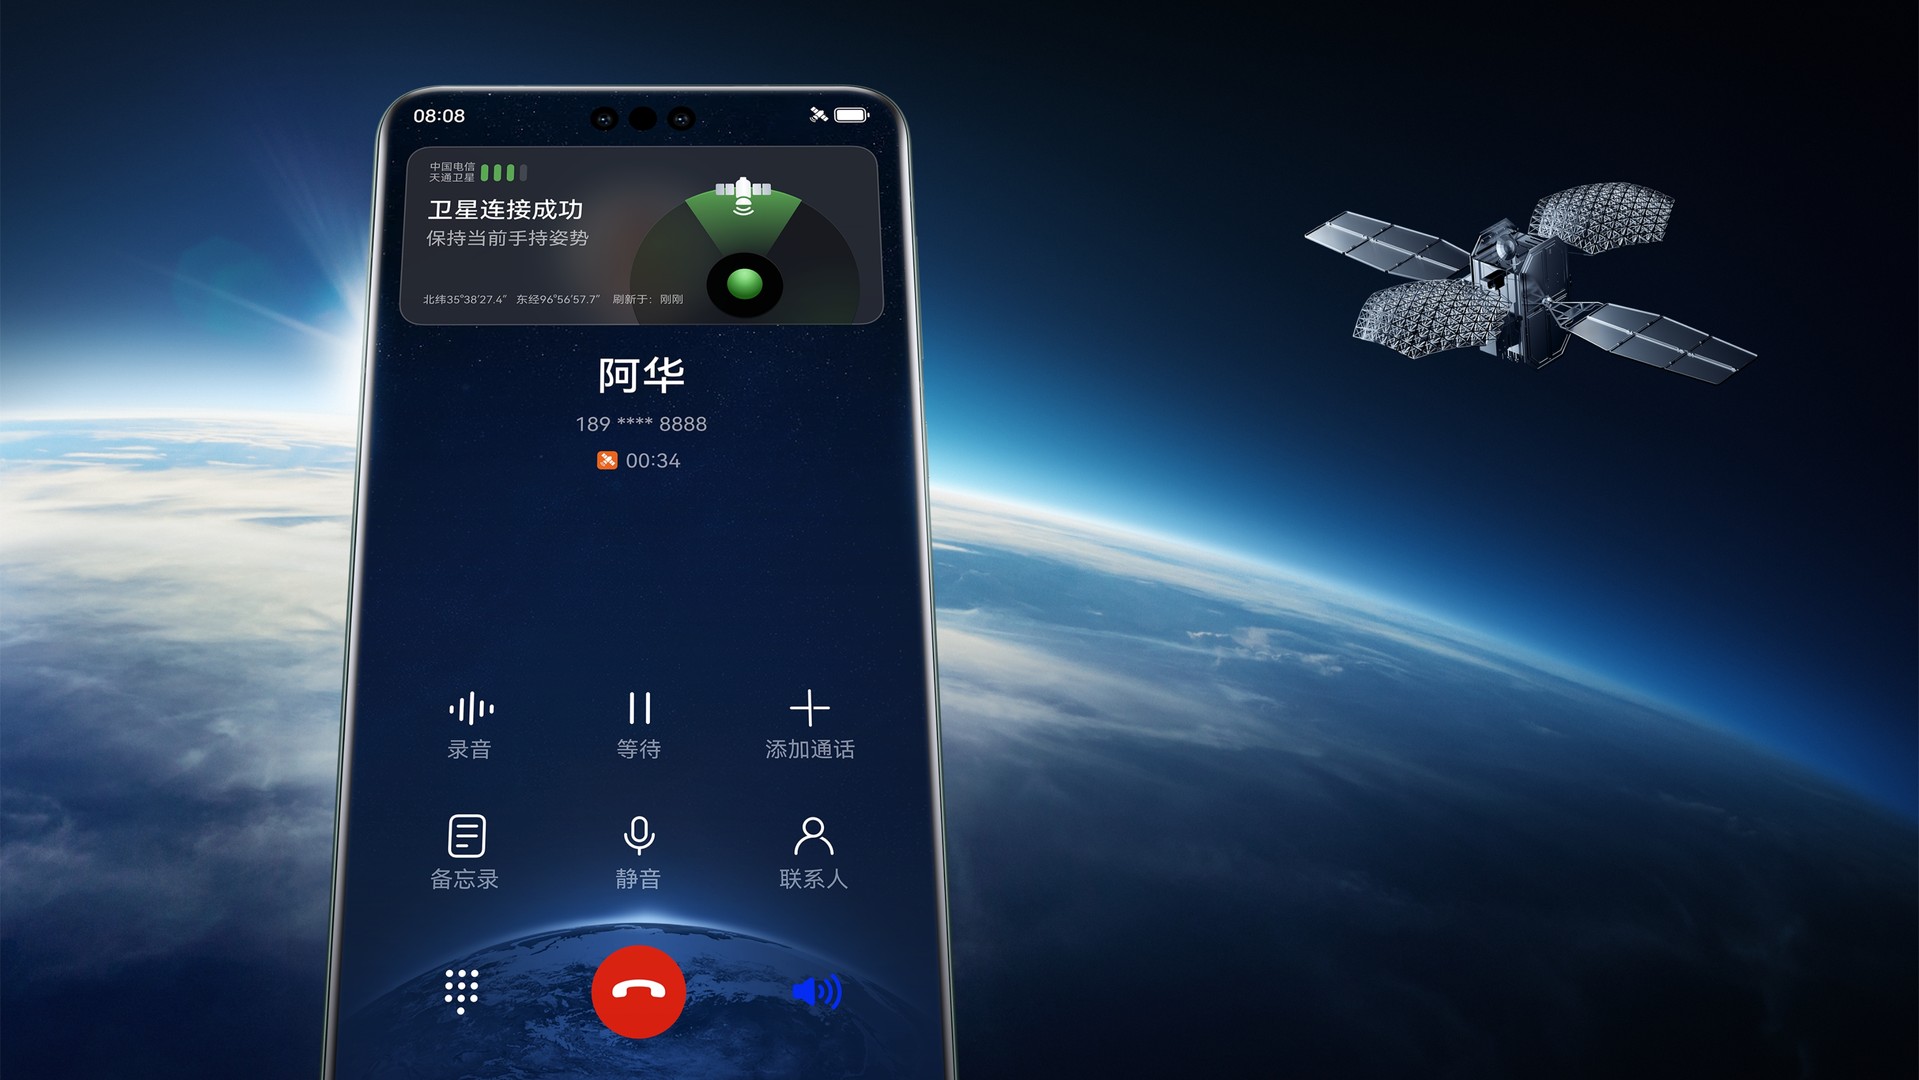 08:08
中国电信
天通卫星
卫星连接成功
保持当前手持姿势
北纬35°38′27.4″ 东经96°56′57.7″ 刷新于：刚刚
阿华
189 **** 8888
00:34
录音 等待 添加通话
备忘录 静音 联系人